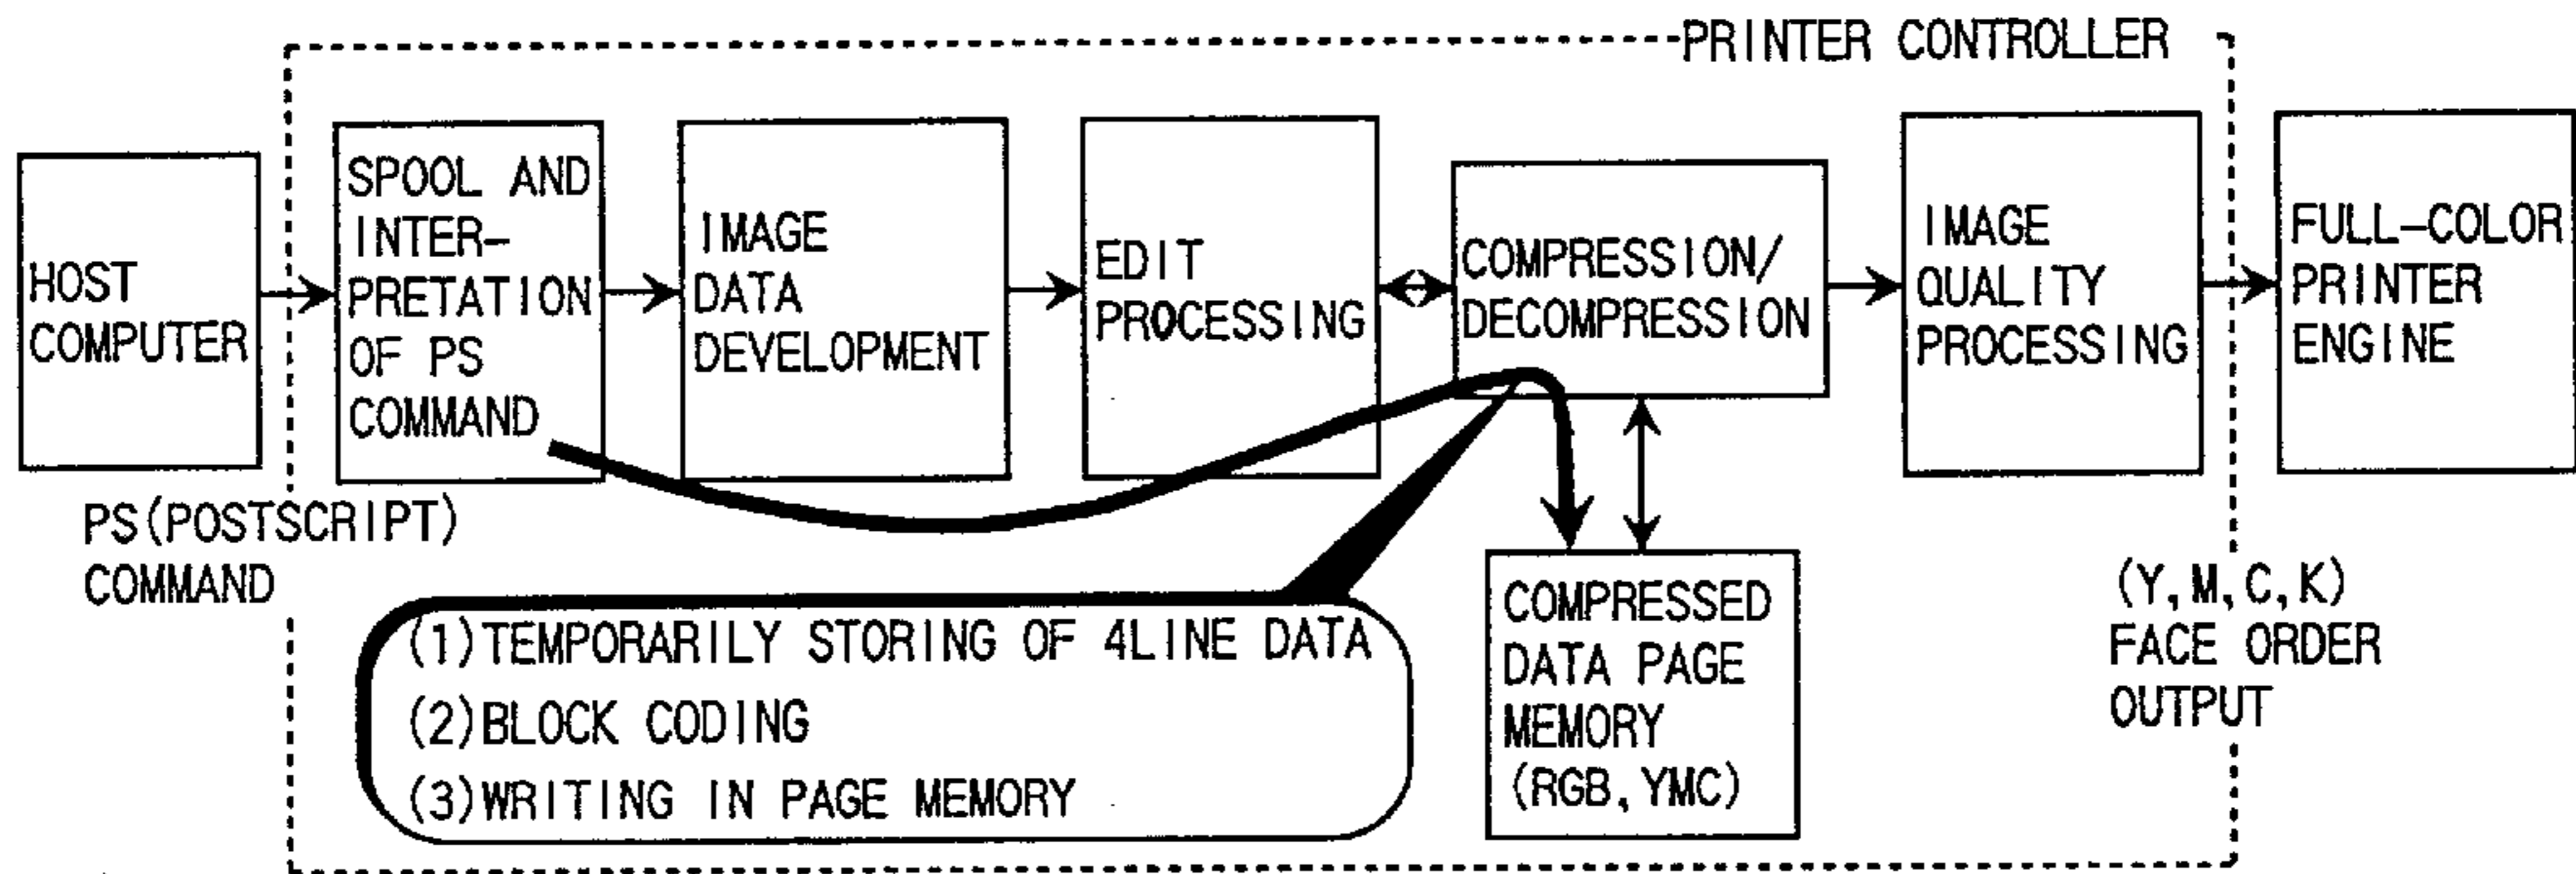 PRINTER CONTROLLER
HOST
COMPUTER
SPOOL AND
INTER-
PRETATION
OF PS
COMMAND
IMAGE
DATA
DEVELOPMENT
EDIT
PROCESSING
COMPRESSION/
DECOMPRESSION
IMAGE
QUALITY
PROCESSING
FULL-COLOR
PRINTER
ENGINE
PS(POSTSCRIPT)
COMMAND
(1)TEMPORARILY STORING OF 4LINE DATA
(2)BLOCK CODING
(3)WRITING IN PAGE MEMORY
COMPRESSED
DATA PAGE
MEMORY
(RGB,YMC)
(Y,M,C,K)
FACE ORDER
OUTPUT